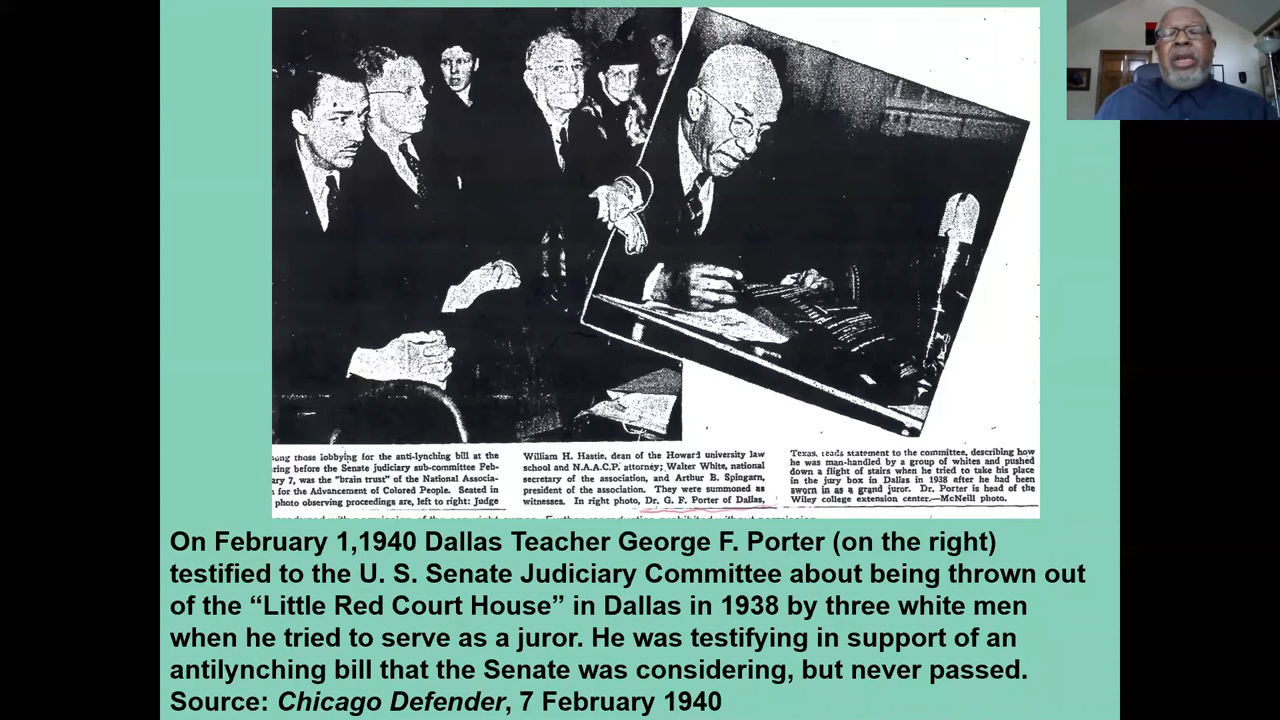 ong those lobbying for the anti-lynching bill at the
ring before the Senate judiciary sub-committee Feb-
ary 7, was the "brain trust" of the National Associa-
for the Advancement of Colored People. Seated in
photo observing proceedings are, left to right: Judge
William H. Hastie, dean of the Howard university law
school and N.A.A.C.P. attorney; Walter White, national
secretary of the association, and Arthur B. Spingarn,
president of the association. They were summoned as
witnesses. In right photo, Dr. G. F. Porter of Dallas,
Texas, reads statement to the committee, describing how
he was man-handled by a group of whites and pushed
down a flight of stairs when he tried to take his place
in the jury box in Dallas in 1938 after he had been
sworn in as a grand juror. Dr. Porter is head of the
Wiley college extension center.—McNeill photo.
On February 1,1940 Dallas Teacher George F. Porter (on the right)
testified to the U. S. Senate Judiciary Committee about being thrown out
of the “Little Red Court House” in Dallas in 1938 by three white men
when he tried to serve as a juror. He was testifying in support of an
antilynching bill that the Senate was considering, but never passed.
Source: Chicago Defender, 7 February 1940